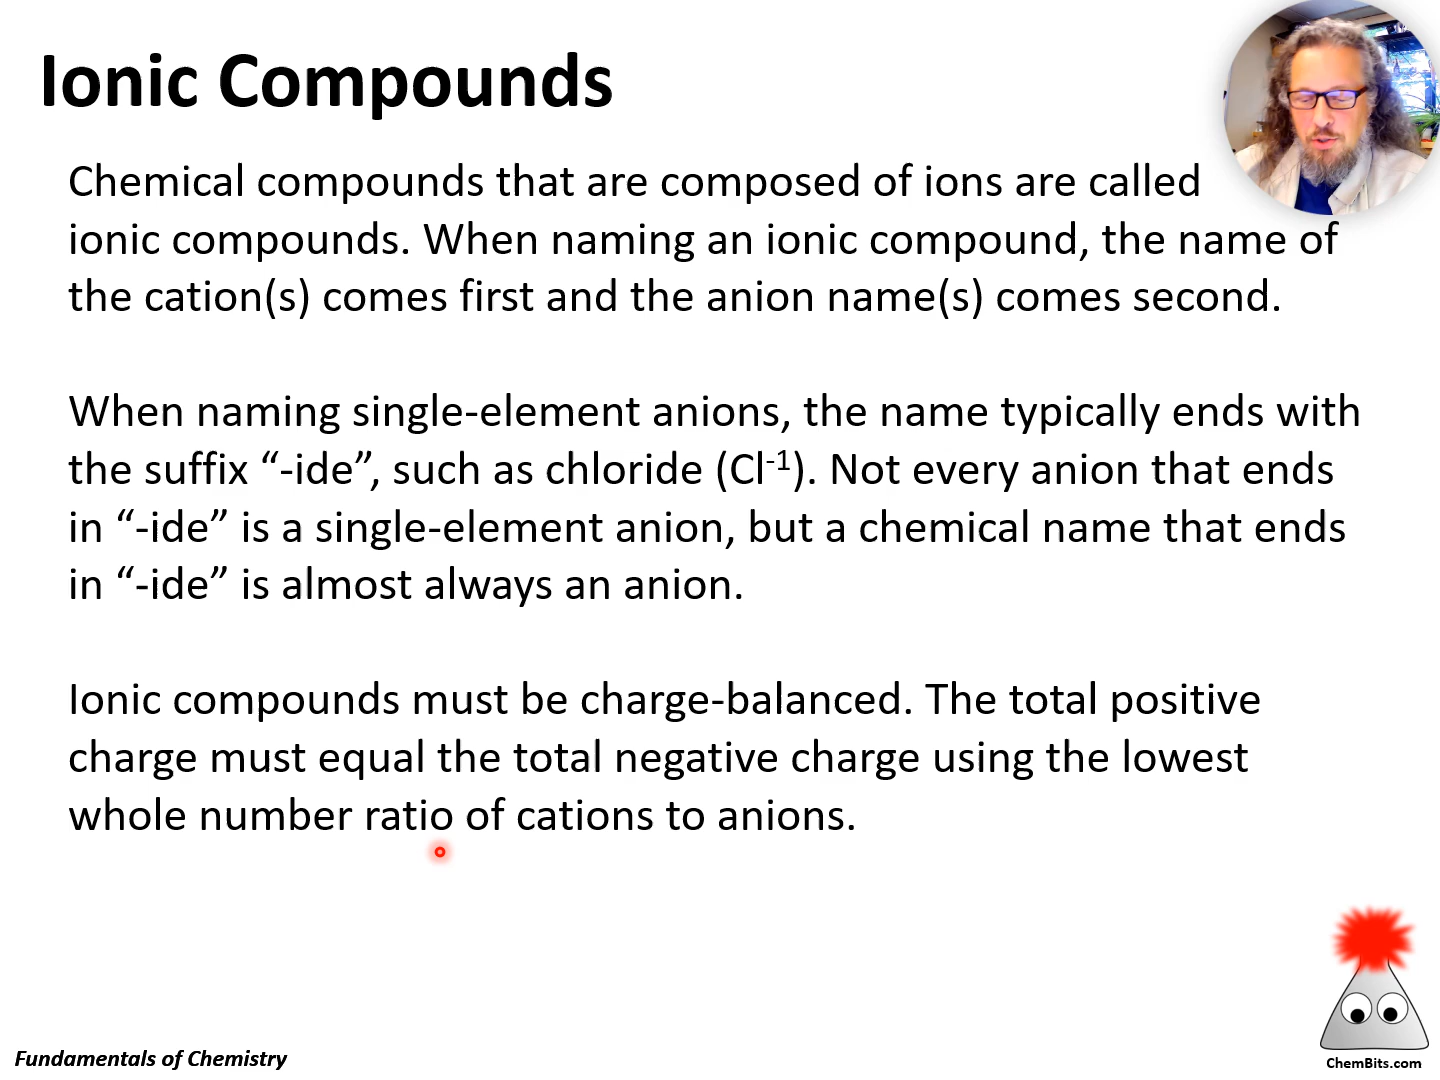 Ionic Compounds
Chemical compounds that are composed of ions are called
ionic compounds. When naming an ionic compound, the name of
the cation(s) comes first and the anion name(s) comes second.
When naming single-element anions, the name typically ends with
the suffix “-ide”, such as chloride (Cl⁻¹). Not every anion that ends
in “-ide” is a single-element anion, but a chemical name that ends
in “-ide” is almost always an anion.
Ionic compounds must be charge-balanced. The total positive
charge must equal the total negative charge using the lowest
whole number ratio of cations to anions.
Fundamentals of Chemistry
ChemBits.com